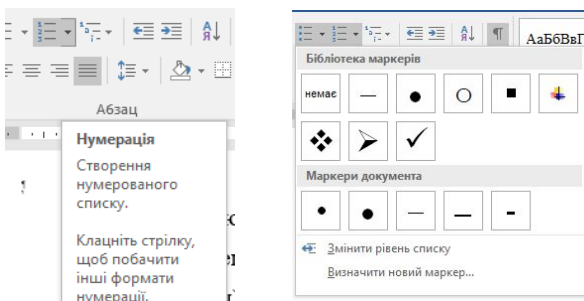 Абзац
Нумерація
Створення
нумерованого
списку.
Клацніть стрілку,
щоб побачити
інші формати
нумерації.
АаБбВвГ
Бібліотека маркерів
немає
Маркери документа
Змінити рівень списку
Визначити новий маркер...